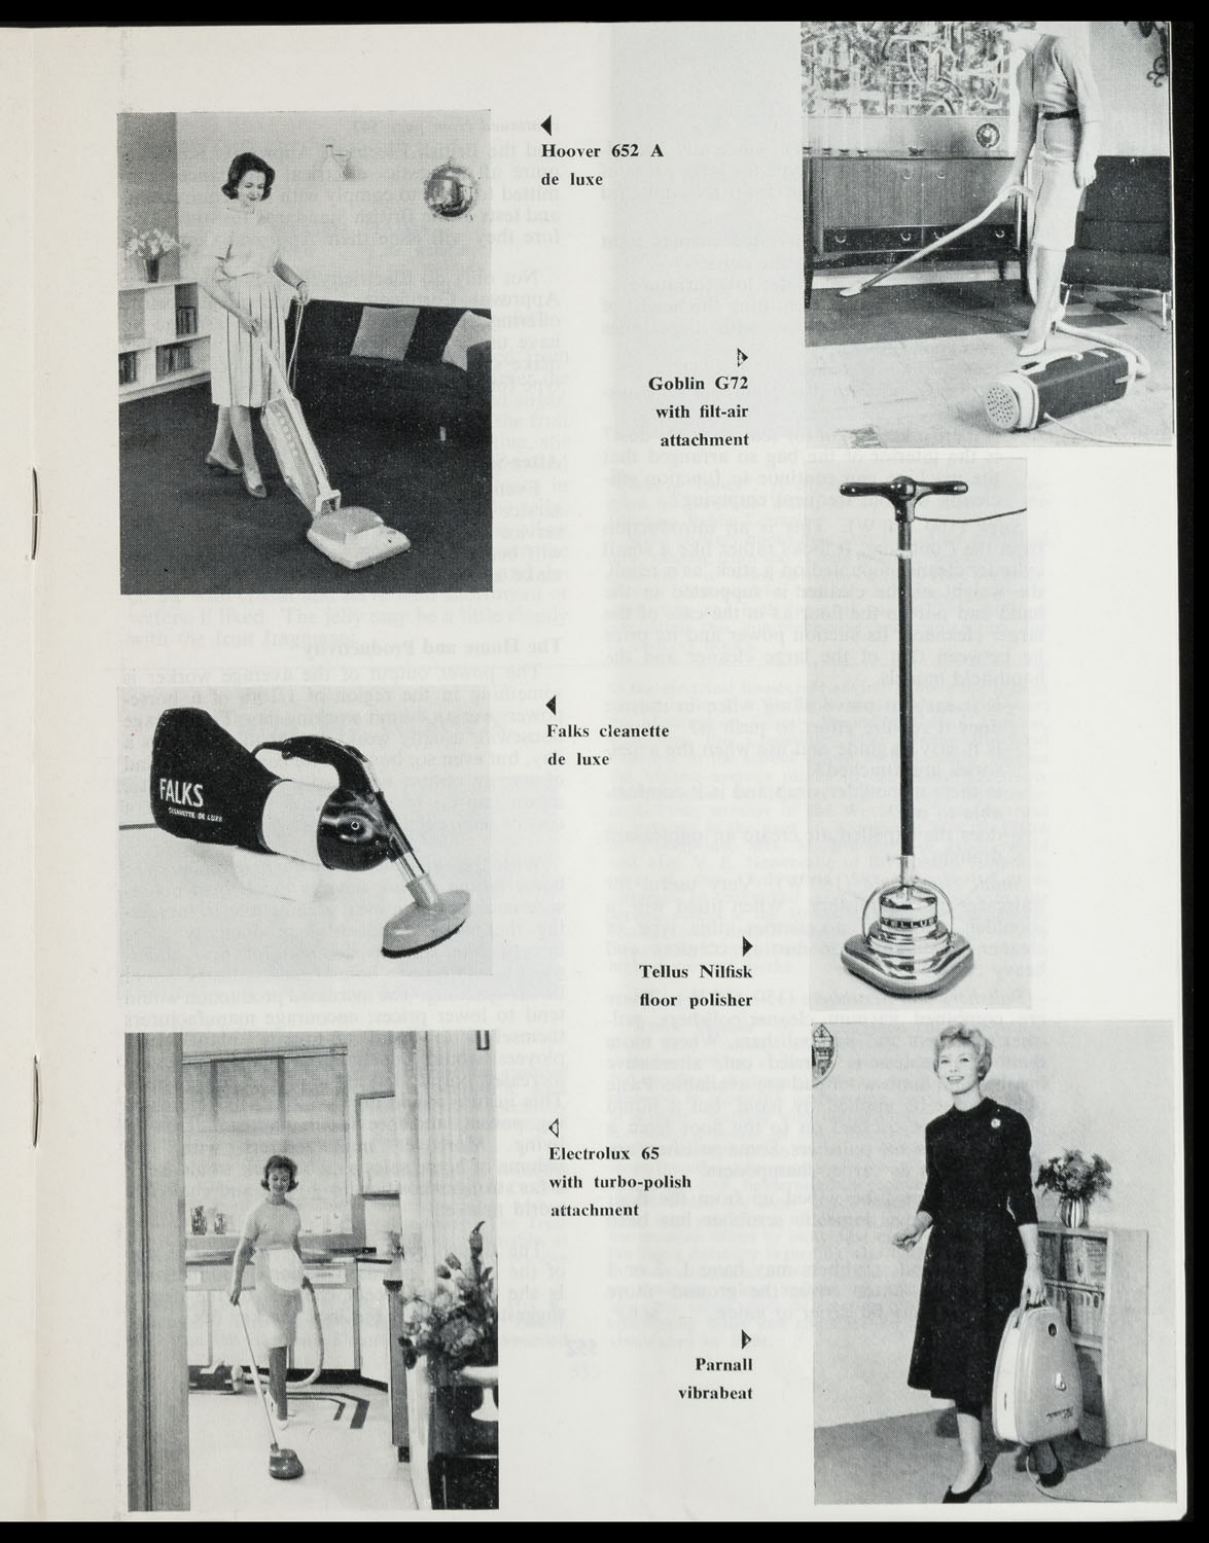 Hoover 652 A
de luxe
Goblin G72
with filt-air
attachment
Falks cleanette
de luxe
FALKS
CLEANETTE DE LUXE
TELLUS
Tellus Nilfisk
floor polisher
Electrolux 65
with turbo-polish
attachment
Parnall
vibrabeat